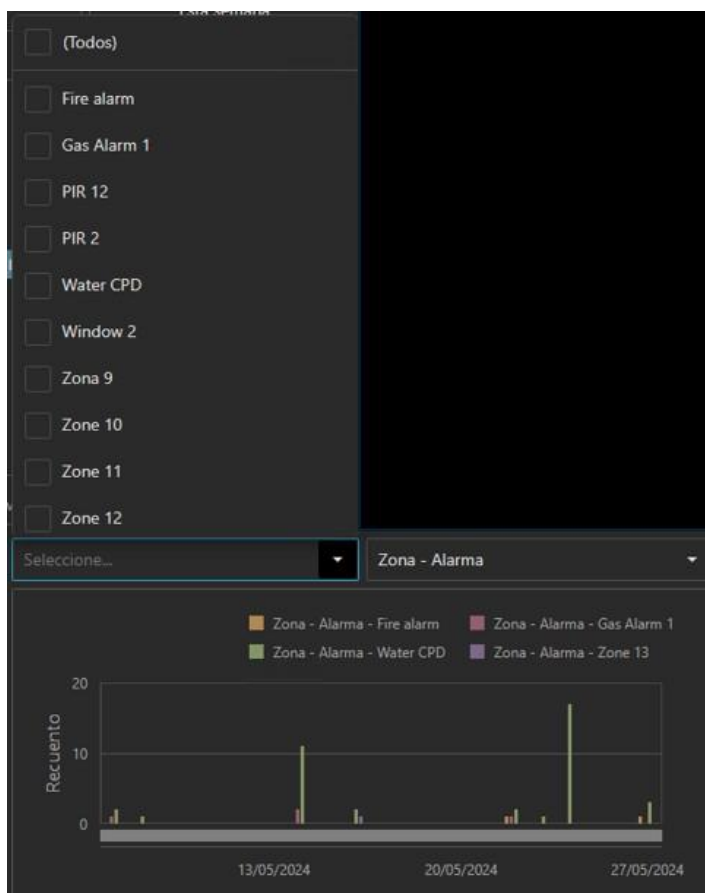 (Todos)
Fire alarm
Gas Alarm 1
PIR 12
PIR 2
Water CPD
Window 2
Zona 9
Zone 10
Zone 11
Zone 12
Seleccione...
Zona - Alarma
Zona - Alarma - Fire alarm
Zona - Alarma - Gas Alarm 1
Zona - Alarma - Water CPD
Zona - Alarma - Zone 13
Recuento
20
10
0
13/05/2024
20/05/2024
27/05/2024